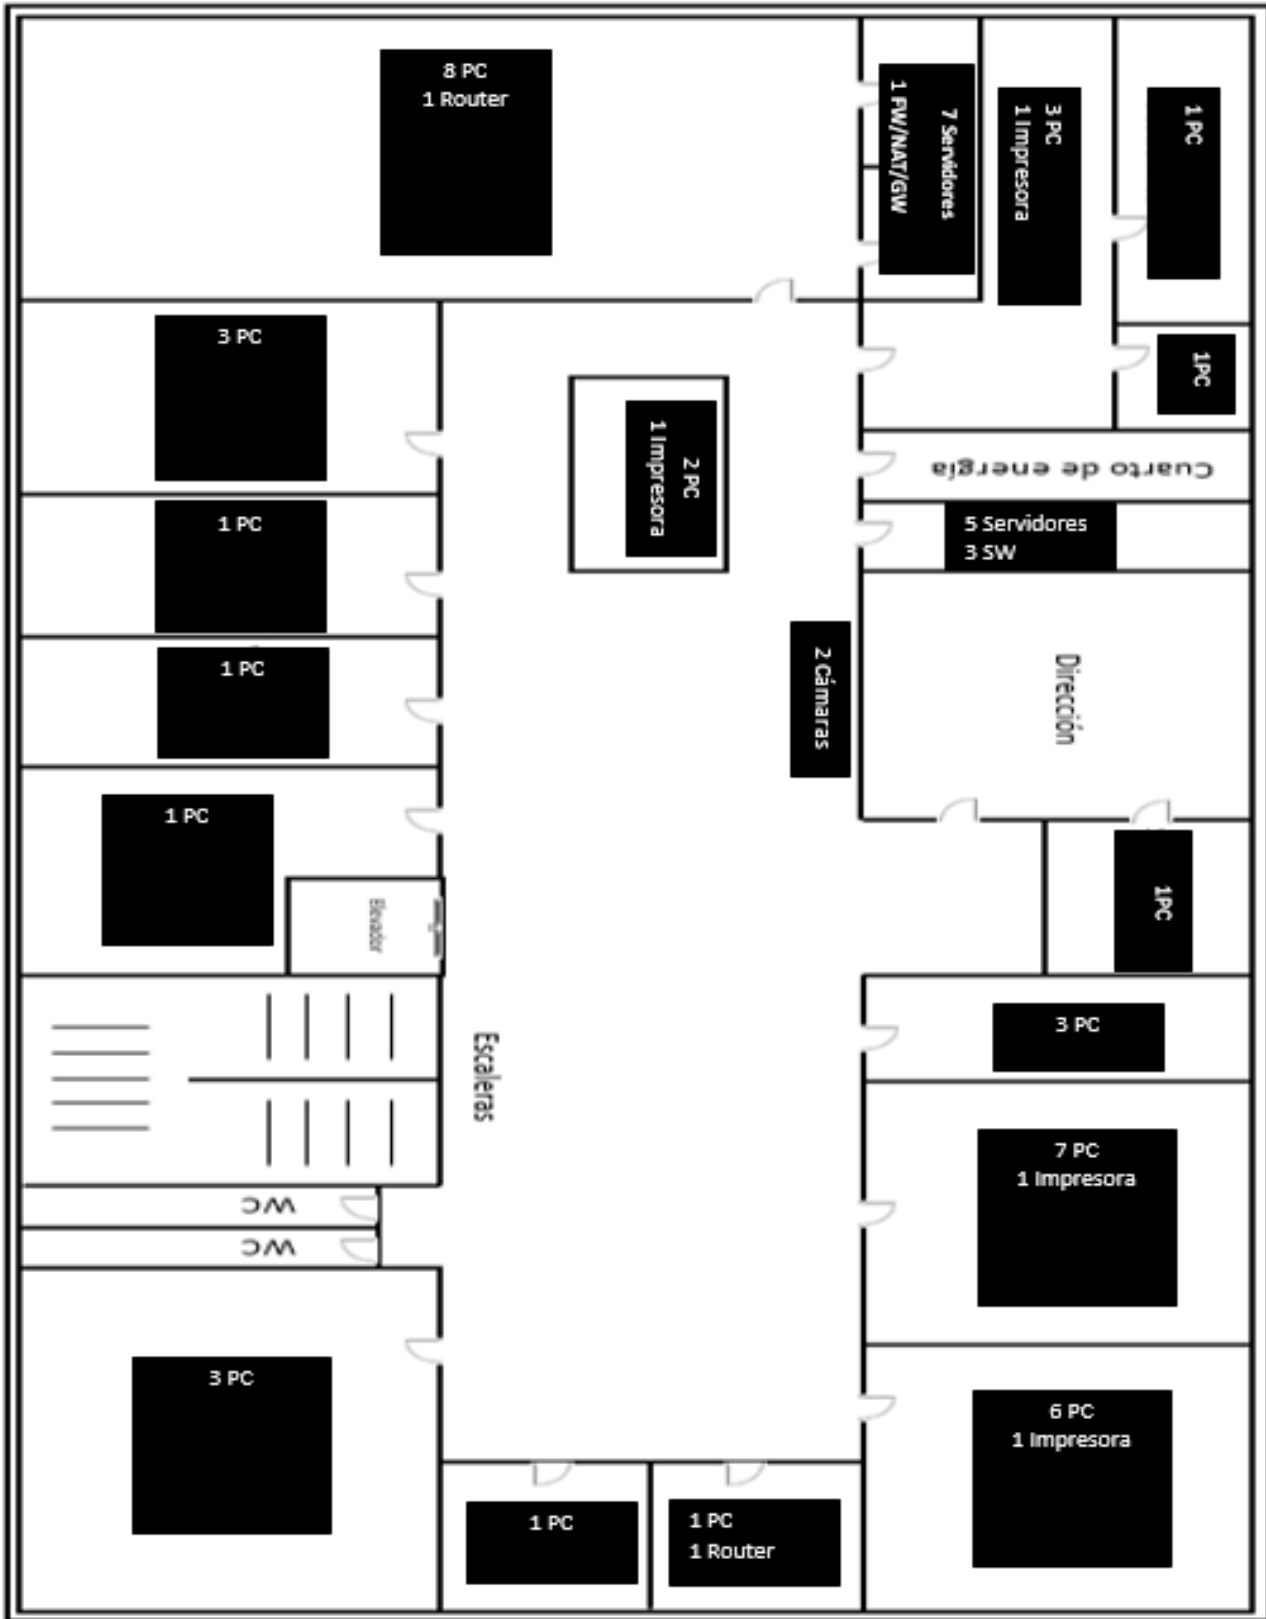 8 PC
1 Router
7 Servidores
1 FW/NAT/GW
3 PC
1 Impresora
1 PC
3 PC
1PC
2 PC
1 Impresora
Cuarto de energía
1 PC
5 Servidores
3 SW
1 PC
2 Cámaras
Dirección
1 PC
Elevador
1PC
3 PC
Escaleras
7 PC
1 Impresora
WC
WC
3 PC
6 PC
1 Impresora
1 PC
1 PC
1 Router